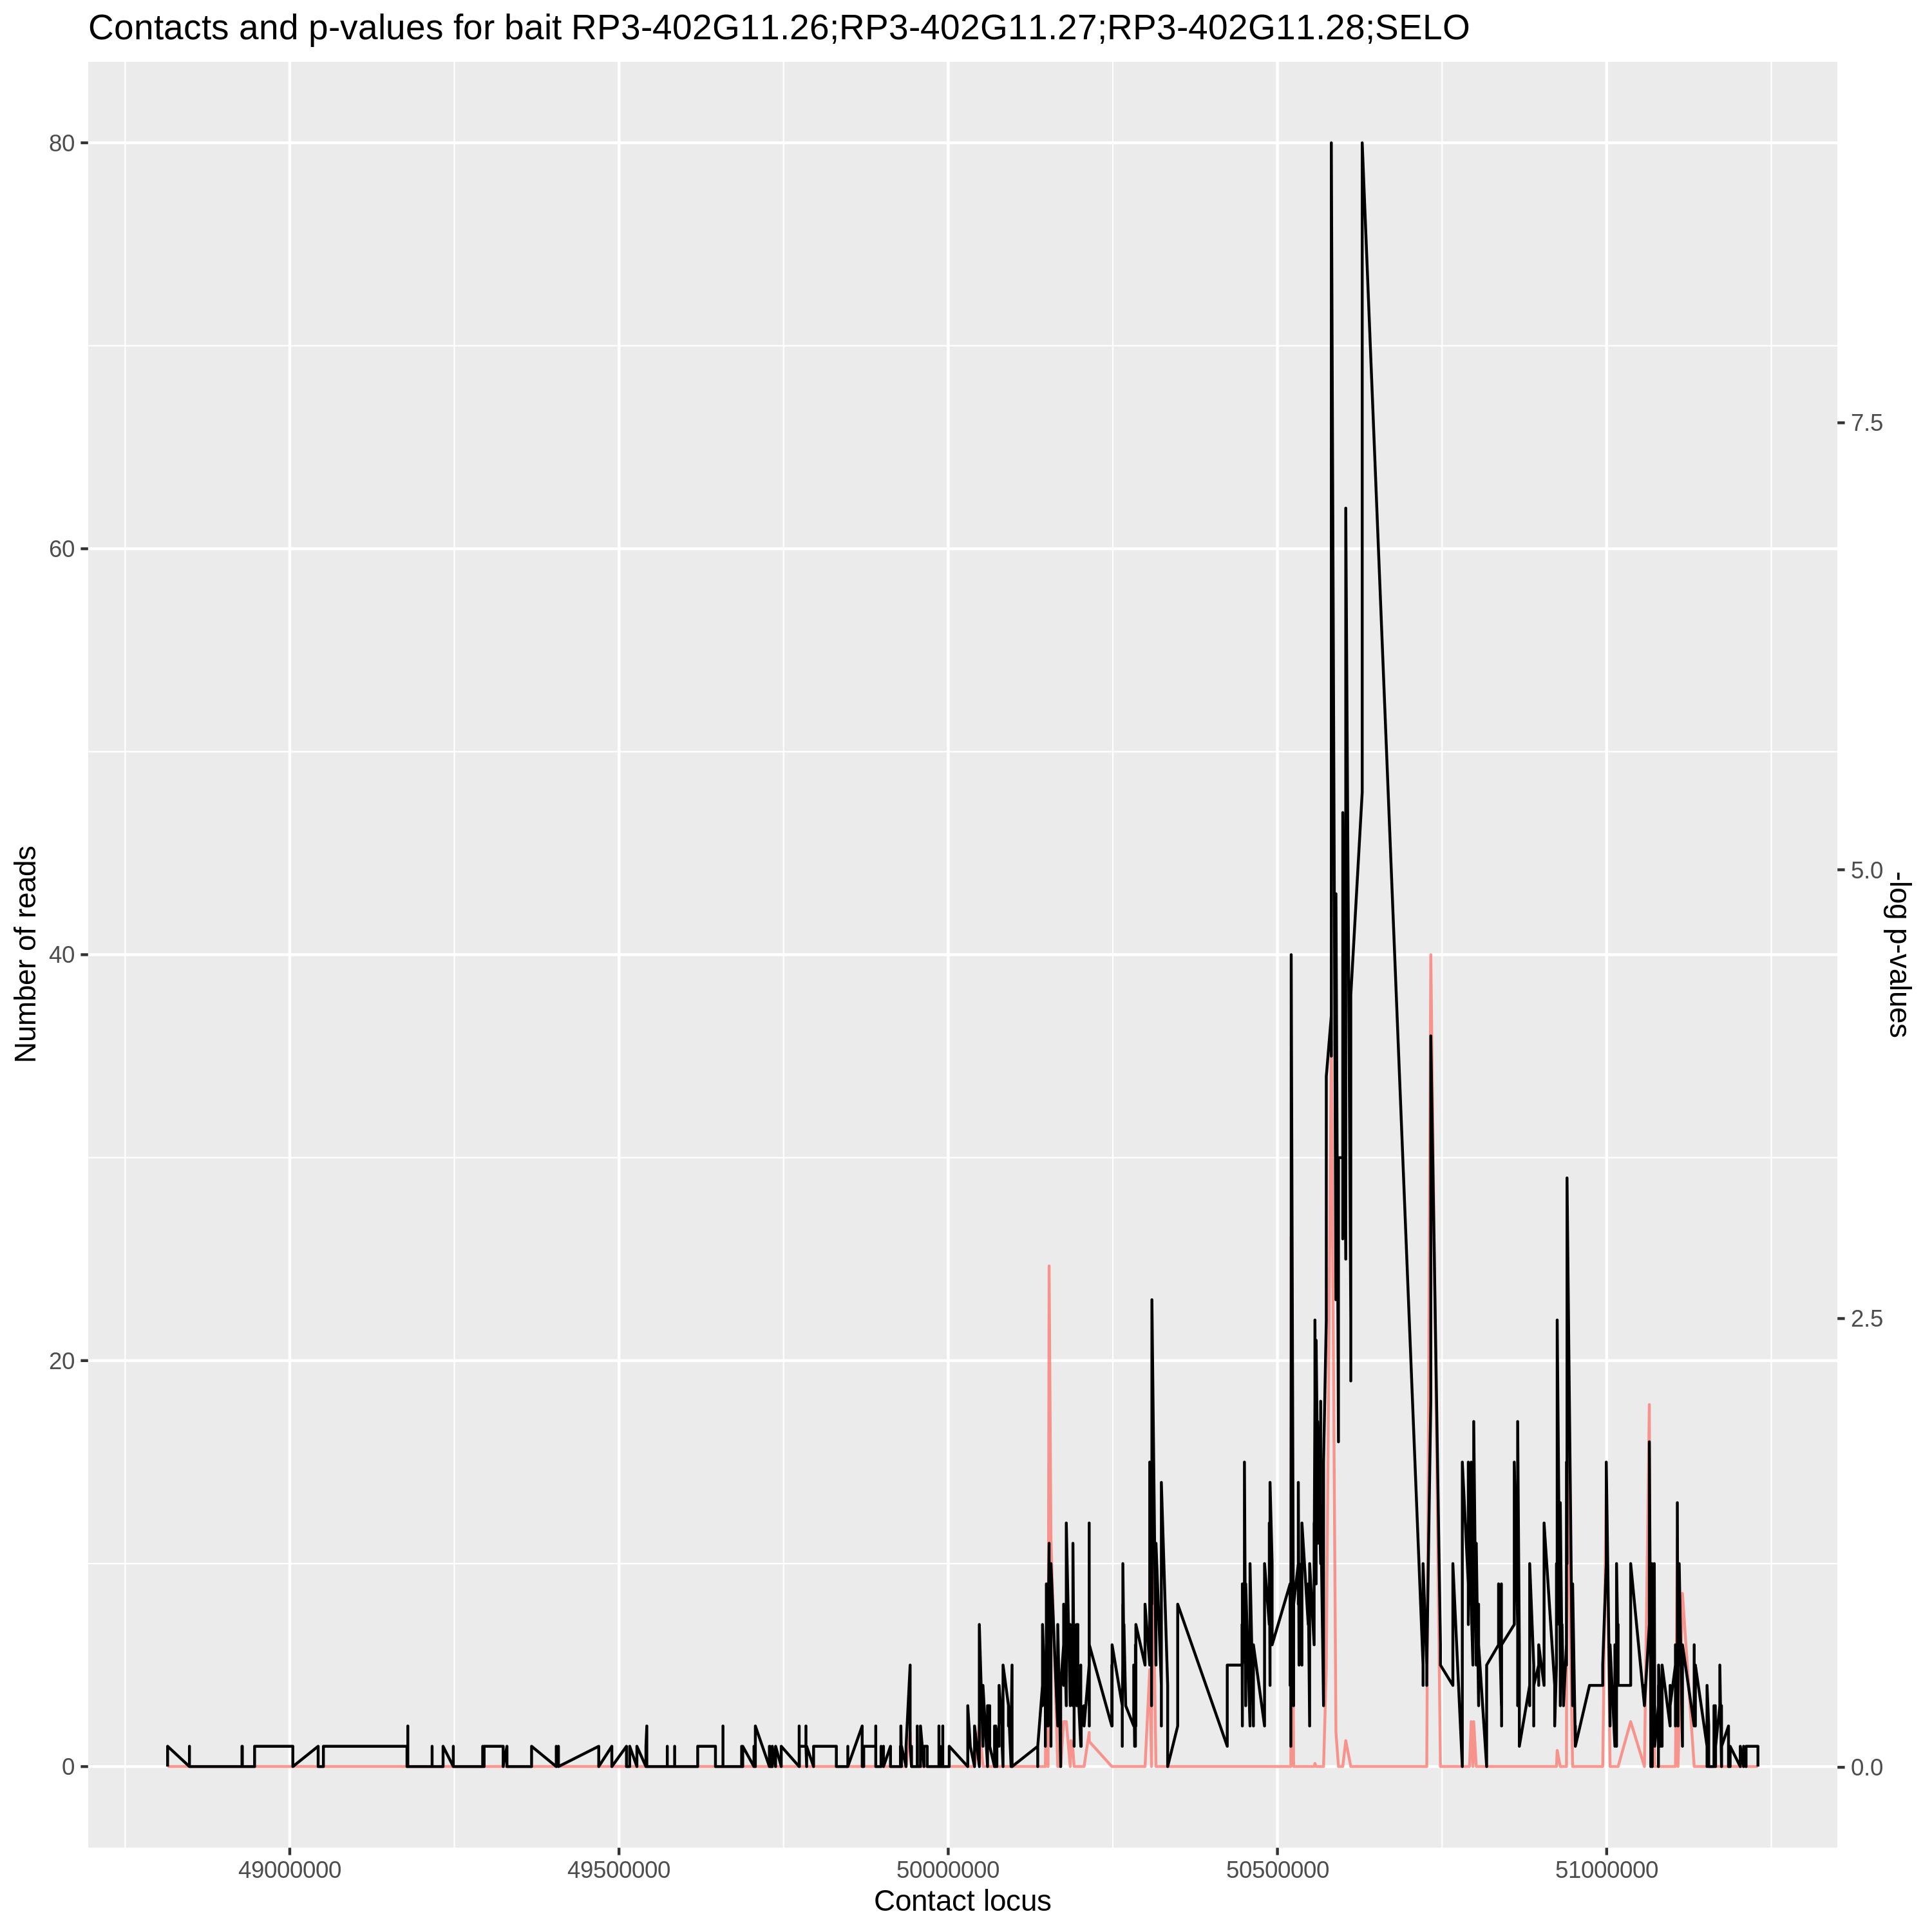 Contacts and p-values for bait RP3-402G11.26;RP3-402G11.27;RP3-402G11.28;SELO
80
60
40
20
0
Number of reads
7.5
5.0
2.5
0.0
-log p-values
49000000 49500000 50000000 50500000 51000000
Contact locus